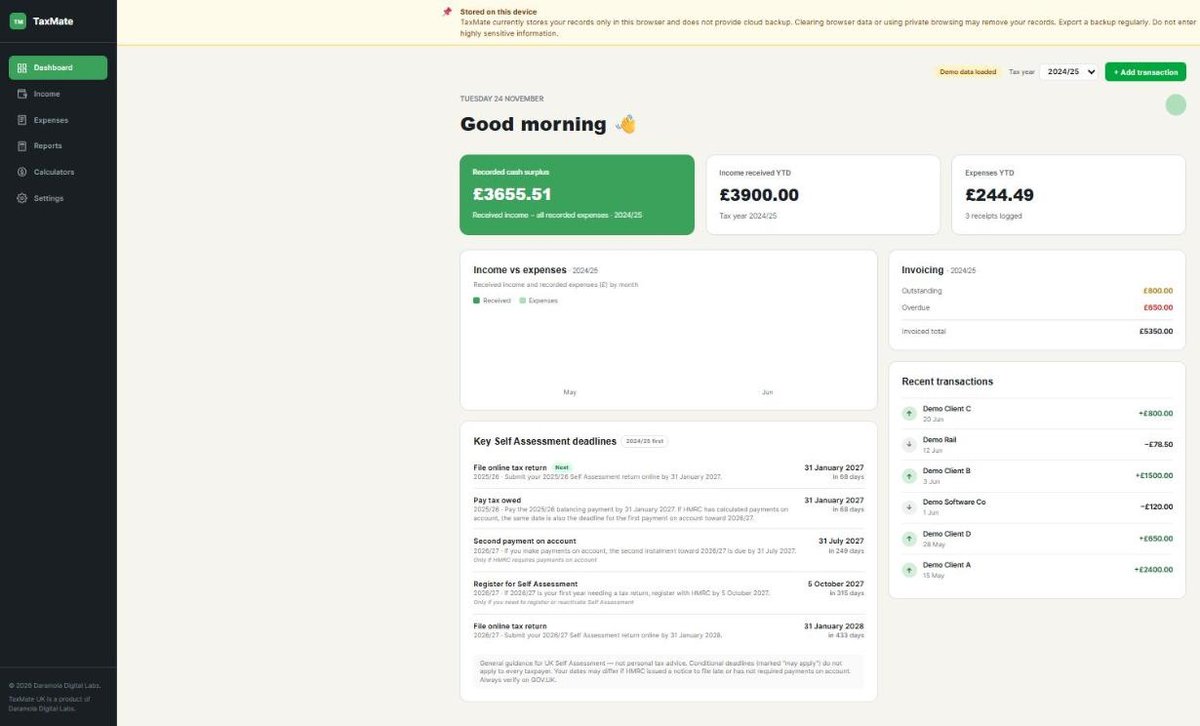 TM TaxMate
Dashboard
Income
Expenses
Reports
Calculators
Settings
© 2026 Daramola Digital Labs.
TaxMate UK is a product of
Daramola Digital Labs.
Stored on this device
TaxMate currently stores your records only in this browser and does not provide cloud backup. Clearing browser data or using private browsing may remove your records. Export a backup regularly. Do not enter
highly sensitive information.
Demo data loaded Tax year 2024/25 + Add transaction
TUESDAY 24 NOVEMBER
Good morning 👋
Recorded cash surplus
£3655.51
Received income – all recorded expenses · 2024/25
Income received YTD
£3900.00
Tax year 2024/25
Expenses YTD
£244.49
3 receipts logged
Income vs expenses · 2024/25
Received income and recorded expenses (£) by month
Received Expenses
May Jun
Key Self Assessment deadlines 2024/25 first
File online tax return Next 31 January 2027
2025/26 · Submit your 2025/26 Self Assessment return online by 31 January 2027. in 68 days
Pay tax owed 31 January 2027
2025/26 · Pay the 2025/26 balancing payment by 31 January 2027. If HMRC has calculated payments on in 68 days
account, the same date is also the deadline for the first payment on account toward 2026/27.
Second payment on account 31 July 2027
2026/27 · If you make payments on account, the second instalment toward 2026/27 is due by 31 July 2027. in 249 days
Only if HMRC requires payments on account
Register for Self Assessment 5 October 2027
2026/27 · If 2026/27 is your first year needing a tax return, register with HMRC by 5 October 2027. in 315 days
Only if you need to register or reactivate Self Assessment
File online tax return 31 January 2028
2026/27 · Submit your 2026/27 Self Assessment return online by 31 January 2028. in 433 days
General guidance for UK Self Assessment — not personal tax advice. Conditional deadlines (marked "may apply") do not
apply to every taxpayer. Your dates may differ if HMRC issued a notice to file late or has not required payments on account.
Always verify on GOV.UK.
Invoicing · 2024/25
Outstanding £800.00
Overdue £650.00
Invoiced total £5350.00
Recent transactions
Demo Client C +£800.00
20 Jun
Demo Rail −£78.50
12 Jun
Demo Client B +£1500.00
3 Jun
Demo Software Co −£120.00
1 Jun
Demo Client D +£650.00
28 May
Demo Client A +£2400.00
15 May